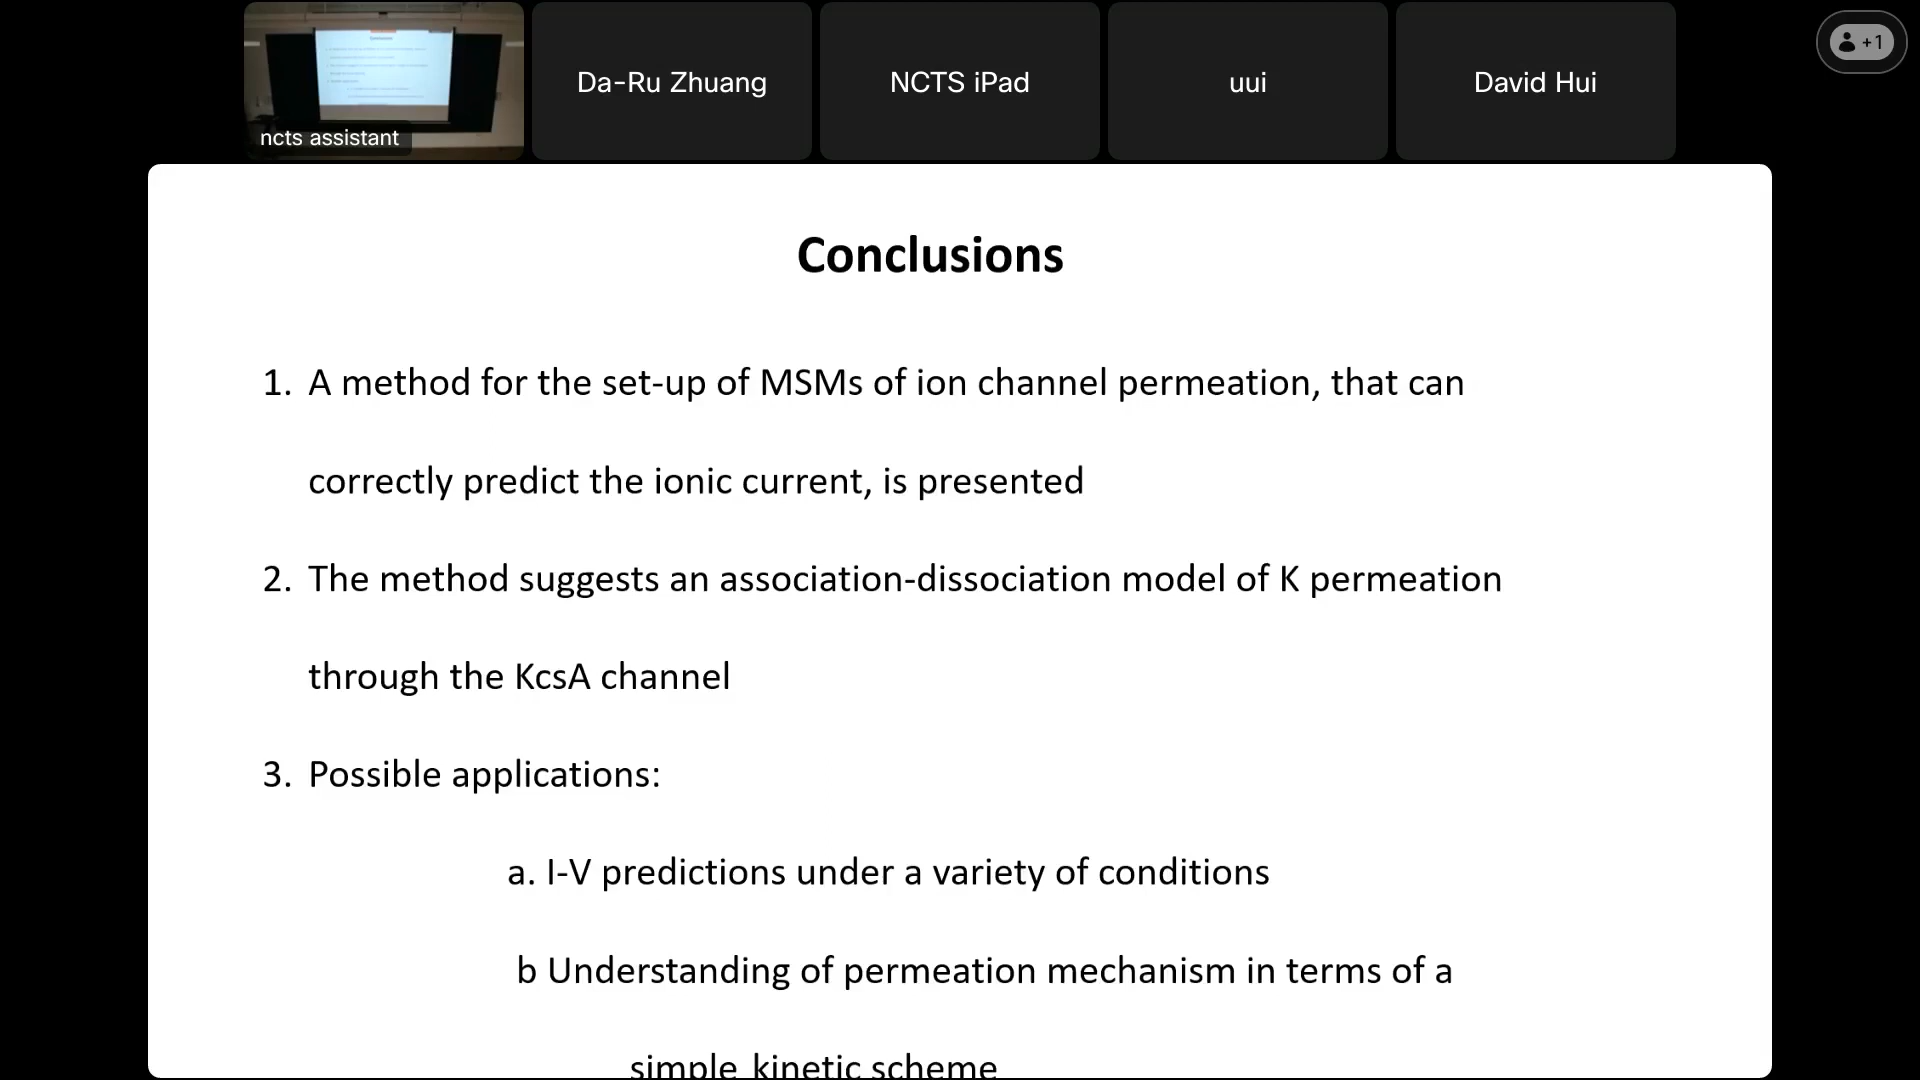 ncts assistant
Da-Ru Zhuang
NCTS iPad
uui
David Hui
+1
Conclusions
1. A method for the set-up of MSMs of ion channel permeation, that can
correctly predict the ionic current, is presented
2. The method suggests an association-dissociation model of K permeation
through the KcsA channel
3. Possible applications:
a. I-V predictions under a variety of conditions
b Understanding of permeation mechanism in terms of a
simple kinetic scheme